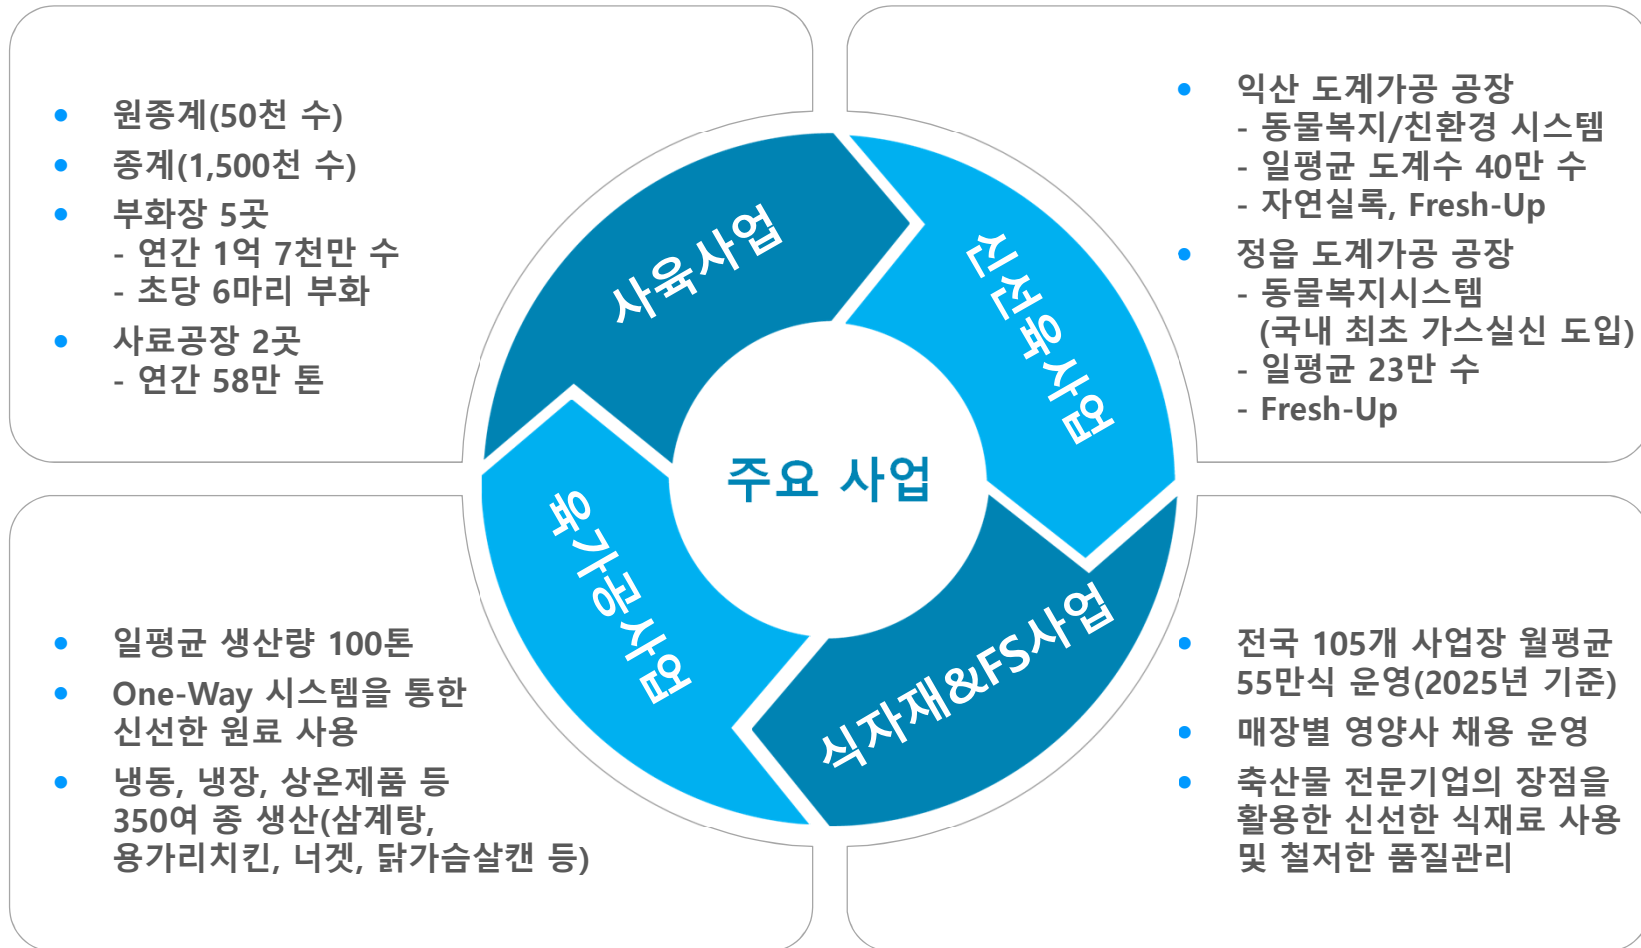 • 원종계(50천 수)
• 종계(1,500천 수)
• 부화장 5곳
- 연간 1억 7천만 수
- 초당 6마리 부화
• 사료공장 2곳
- 연간 58만 톤
• 익산 도계가공 공장
- 동물복지/친환경 시스템
- 일평균 도계수 40만 수
- 자연실록, Fresh-Up
• 정읍 도계가공 공장
- 동물복지시스템
(국내 최초 가스실신 도입)
- 일평균 23만 수
- Fresh-Up
사육사업
신선육사업
주요 사업
육가공사업
식자재&FS사업
• 일평균 생산량 100톤
• One-Way 시스템을 통한
신선한 원료 사용
• 냉동, 냉장, 상온제품 등
350여 종 생산(삼계탕,
용가리치킨, 너겟, 닭가슴살캔 등)
• 전국 105개 사업장 월평균
55만식 운영(2025년 기준)
• 매장별 영양사 채용 운영
• 축산물 전문기업의 장점을
활용한 신선한 식재료 사용
및 철저한 품질관리